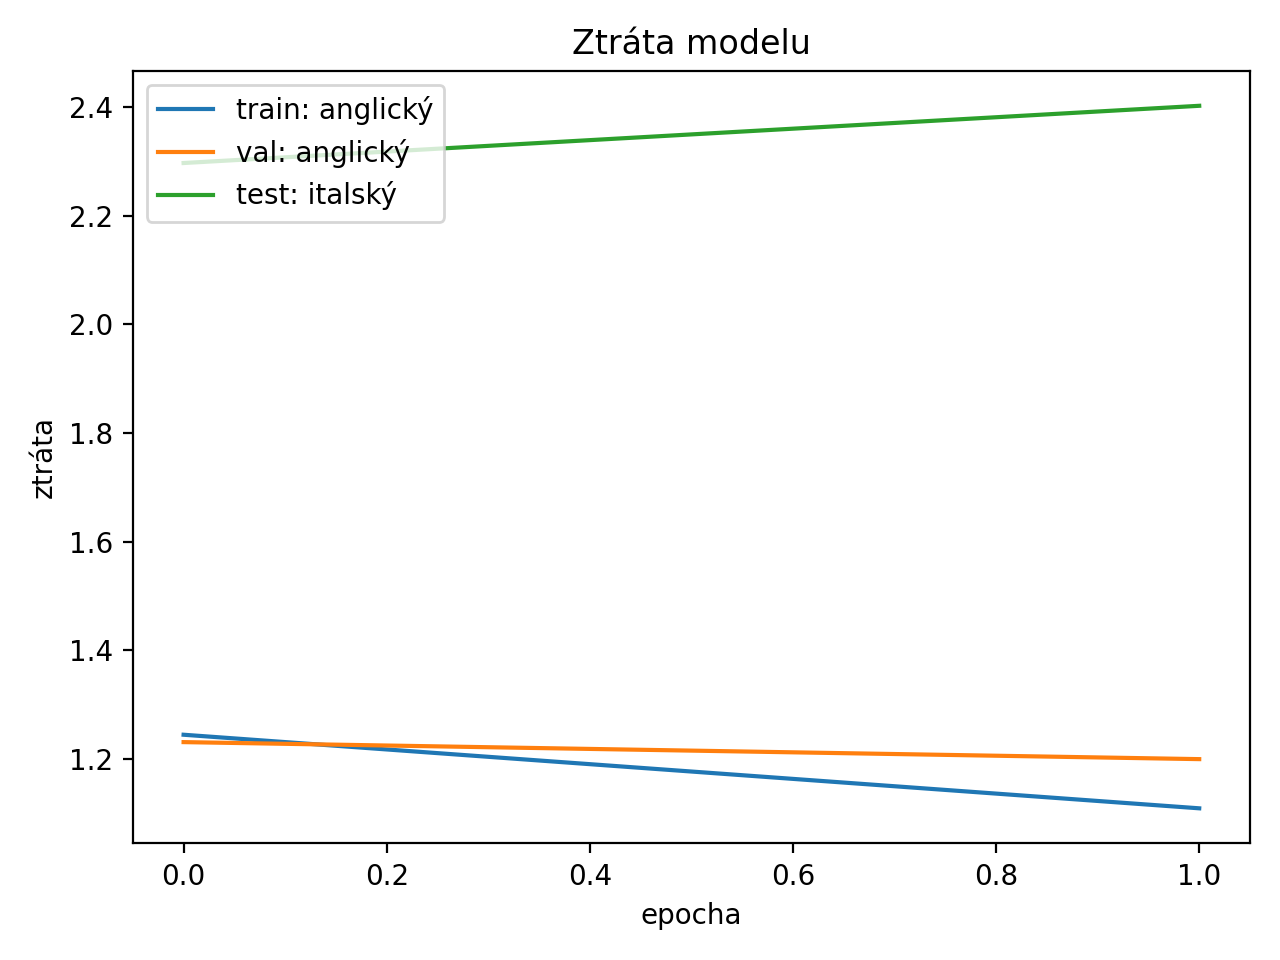 Ztráta modelu
train: anglický
val: anglický
test: italský
2.4
2.2
2.0
1.8
1.6
1.4
1.2
ztráta
0.0 0.2 0.4 0.6 0.8 1.0
epocha